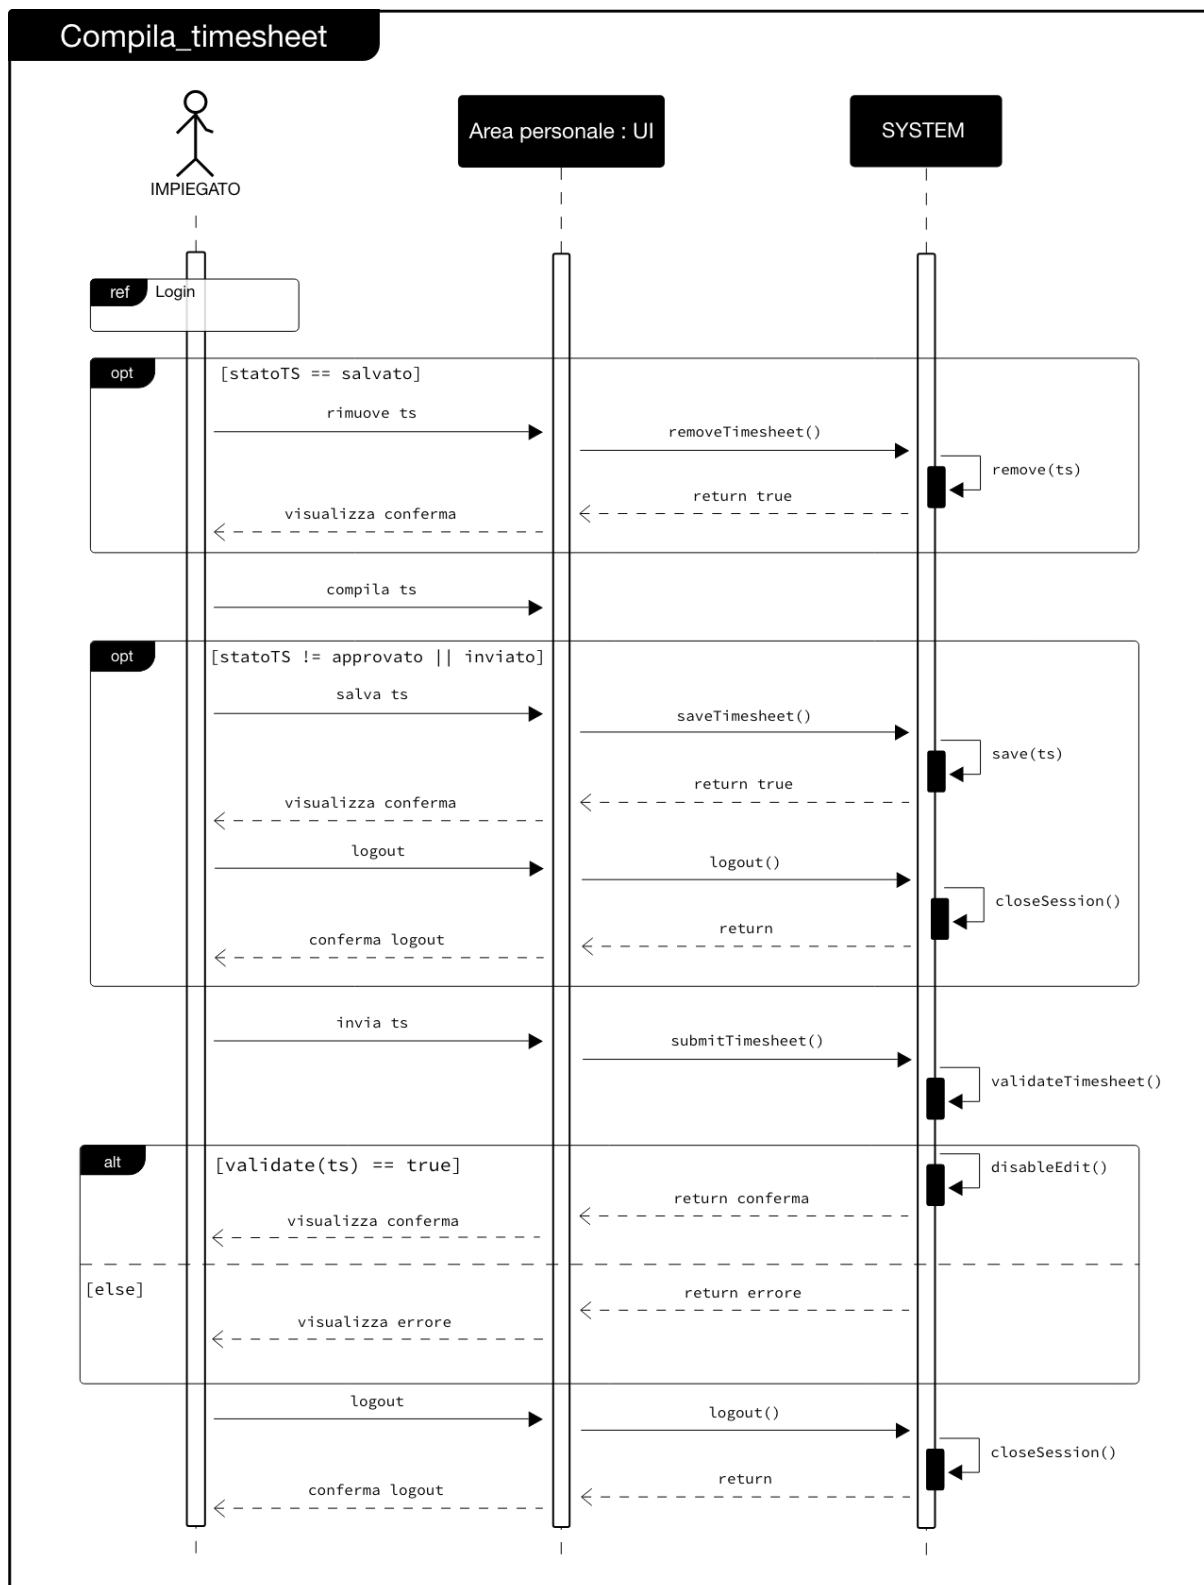 Compila_timesheet
Area personale : UI
SYSTEM
IMPIEGATO
ref
Login
opt
[statoTS == salvato]
rimuove ts
removeTimesheet()
remove(ts)
return true
visualizza conferma
compila ts
opt
[statoTS != approvato || inviato]
salva ts
saveTimesheet()
save(ts)
return true
visualizza conferma
logout
logout()
closeSession()
return
conferma logout
invia ts
submitTimesheet()
validateTimesheet()
alt
[validate(ts) == true]
disableEdit()
return conferma
visualizza conferma
[else]
return errore
visualizza errore
logout
logout()
closeSession()
return
conferma logout